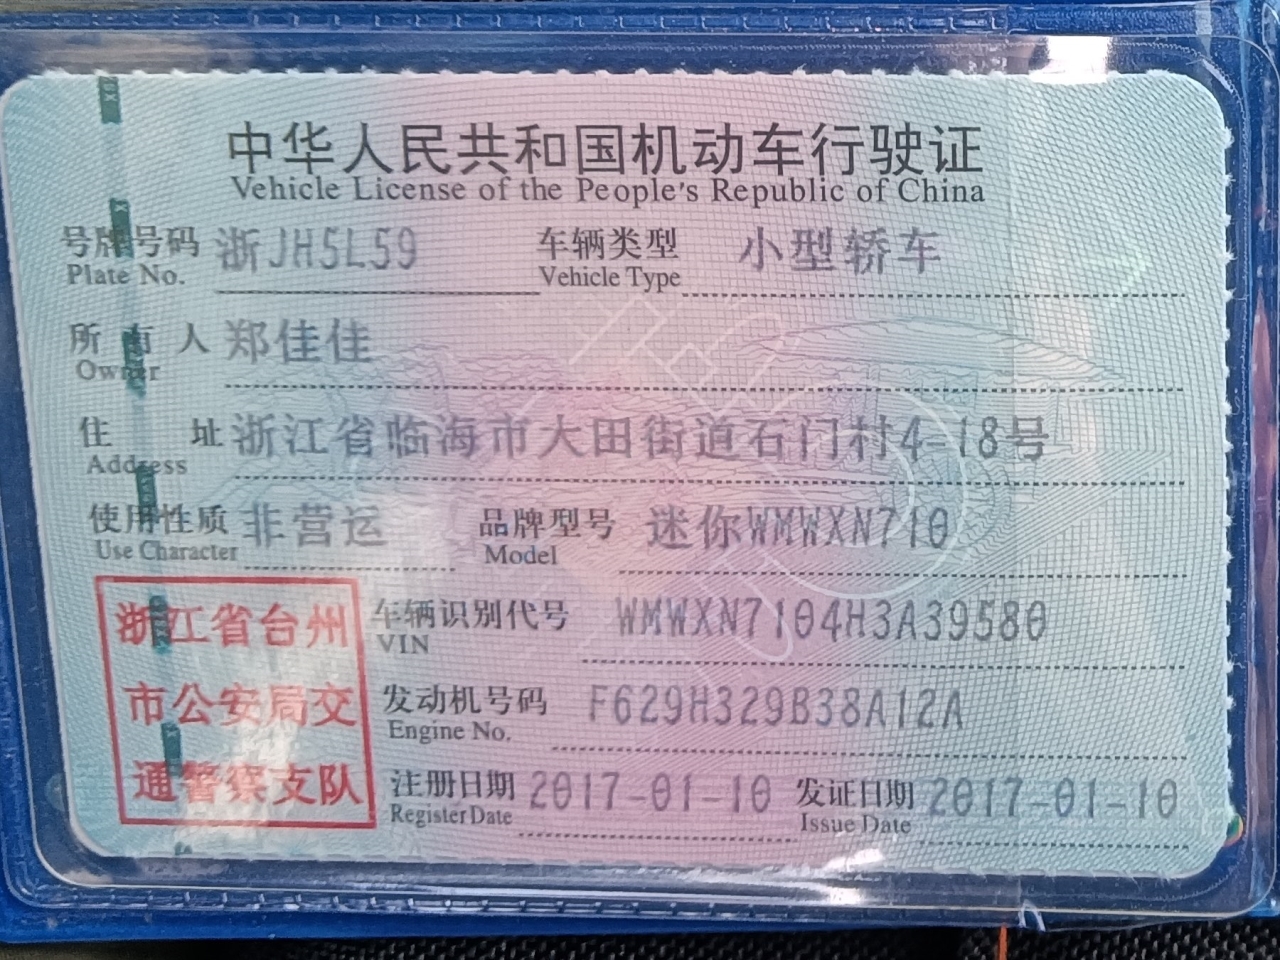 中华人民共和国机动车行驶证
Vehicle License of the People's Republic of China
号牌号码 浙JH5L59 车辆类型 小型轿车
Plate No. Vehicle Type
所有人 郑佳佳
Owner
住址 浙江省临海市大田街道石门村4-18号
Address
使用性质 非营运 品牌型号 迷你WMWXN710
Use Character Model
浙江省台州
市公安局交
通警察支队
车辆识别代号 WMWXN7104H3A39580
VIN
发动机号码 F629H329B38A12A
Engine No.
注册日期 2017-01-10 发证日期 2017-01-10
Register Date Issue Date